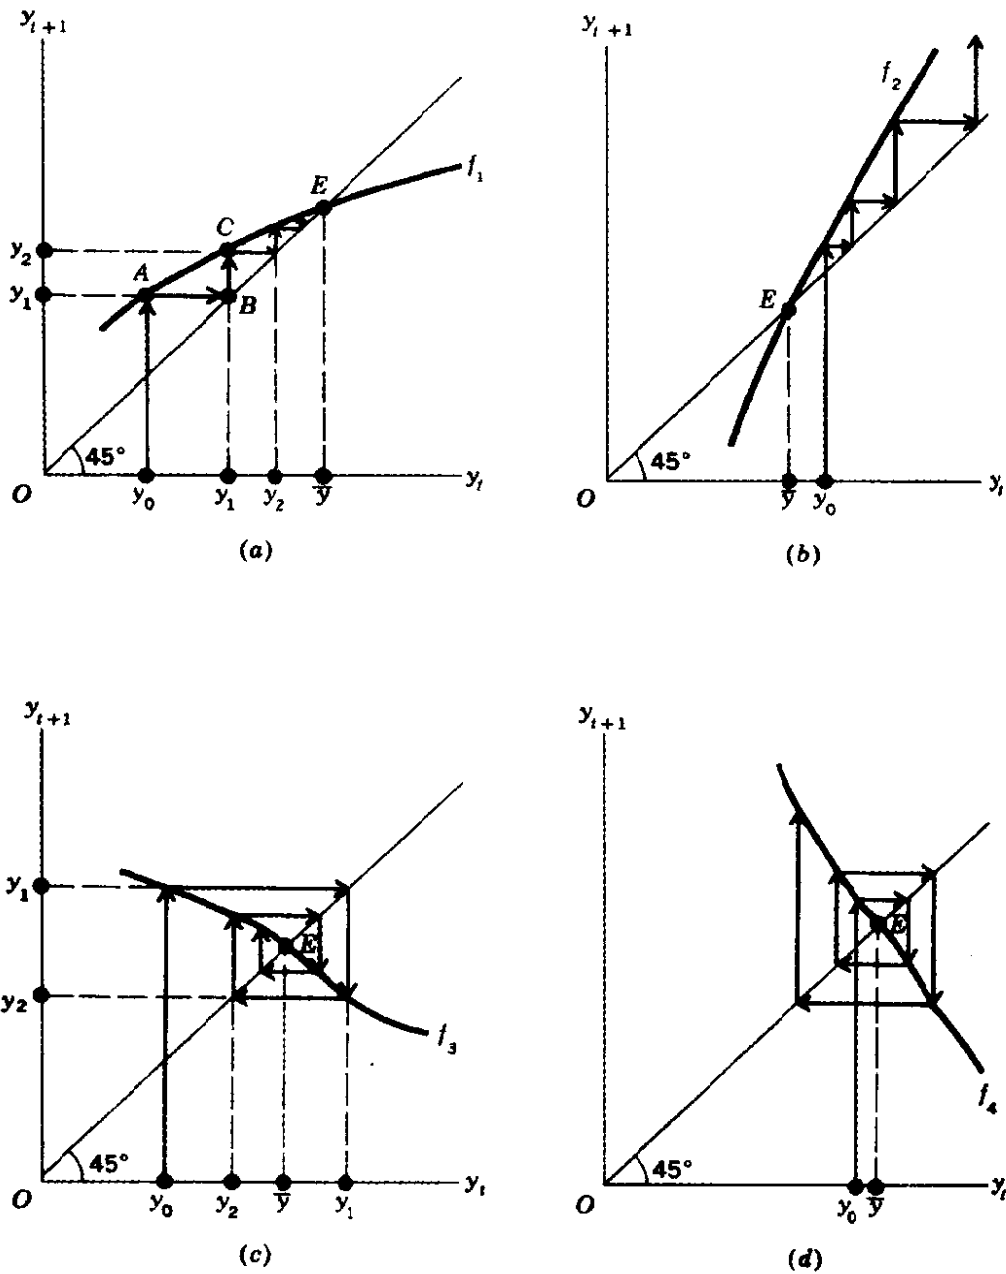 y_{t+1}
f_1
E
C
y_2
A
y_1
B
45°
O
y_0
y_1
y_2
ȳ
y_t
(a)
y_{t+1}
f_2
E
45°
O
ȳ
y_0
y_t
(b)
y_{t+1}
y_1
E
y_2
f_3
45°
O
y_0
y_2
ȳ
y_1
y_t
(c)
y_{t+1}
E
f_4
45°
O
y_0
ȳ
y_t
(d)